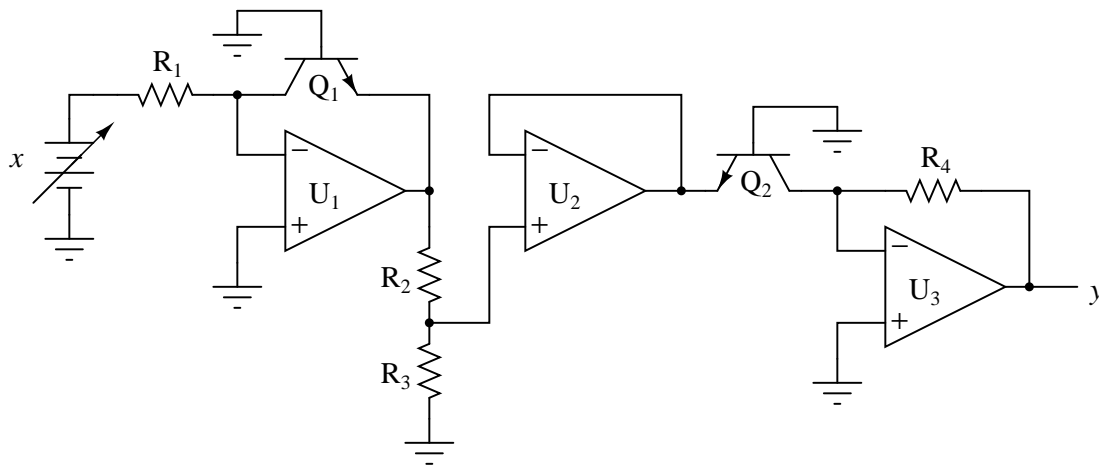 R₁
Q₁
x
−
U₁
+
R₂
R₃
−
U₂
+
Q₂
R₄
−
U₃
+
y